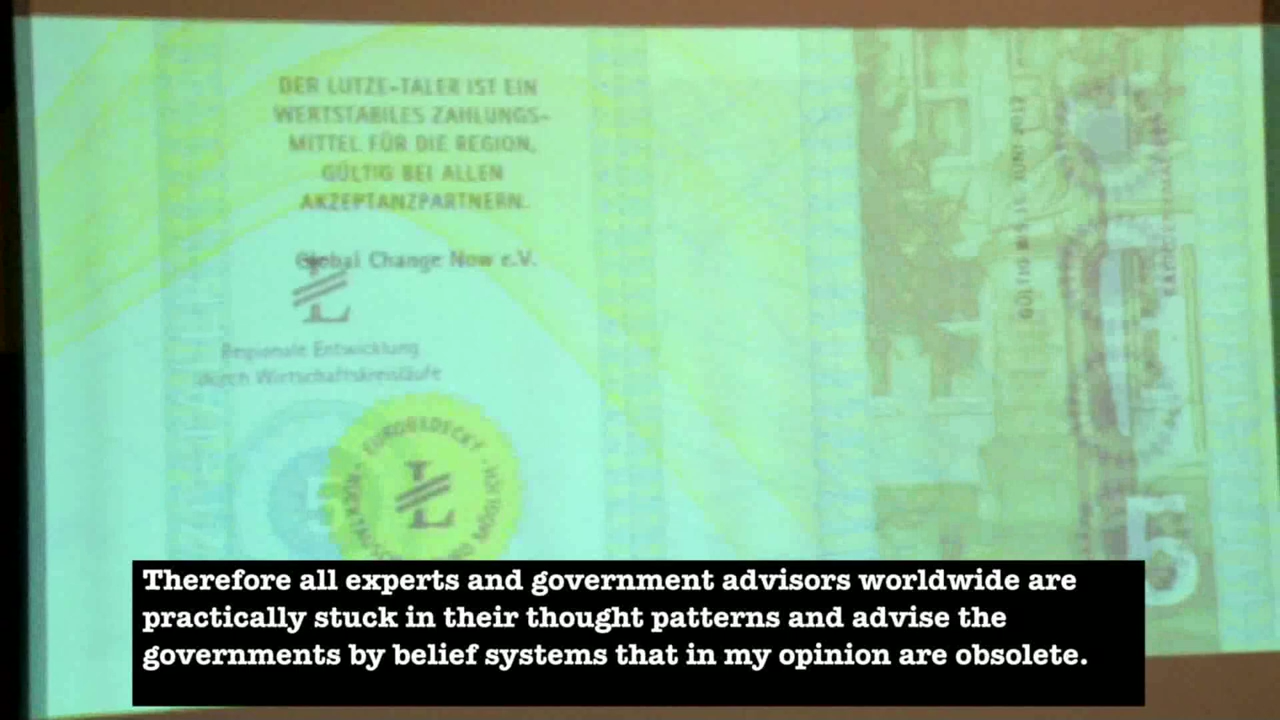 DER LUTZE-TALER IST EIN
WERTSTABILES ZAHLUNGS-
MITTEL FÜR DIE REGION,
GÜLTIG BEI ALLEN
AKZEPTANZPARTNERN.
Global Change Now e.V.
Regionale Entwicklung
durch Wirtschaftskreisläufe
EUROGEDECKT
5
Therefore all experts and government advisors worldwide are
practically stuck in their thought patterns and advise the
governments by belief systems that in my opinion are obsolete.